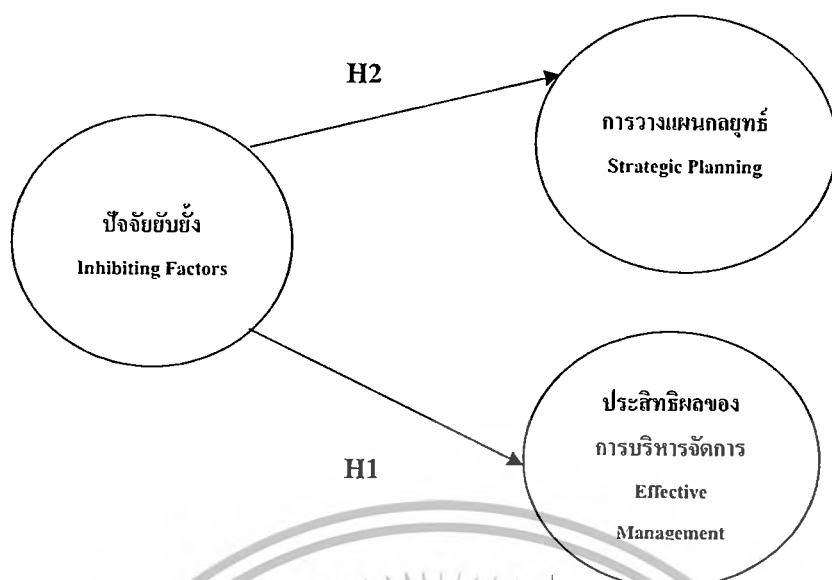 H2
การวางแผนกลยุทธ์
Strategic Planning
ปัจจัยยับยั้ง
Inhibiting Factors
ประสิทธิผลของ
การบริหารจัดการ
Effective
Management
H1